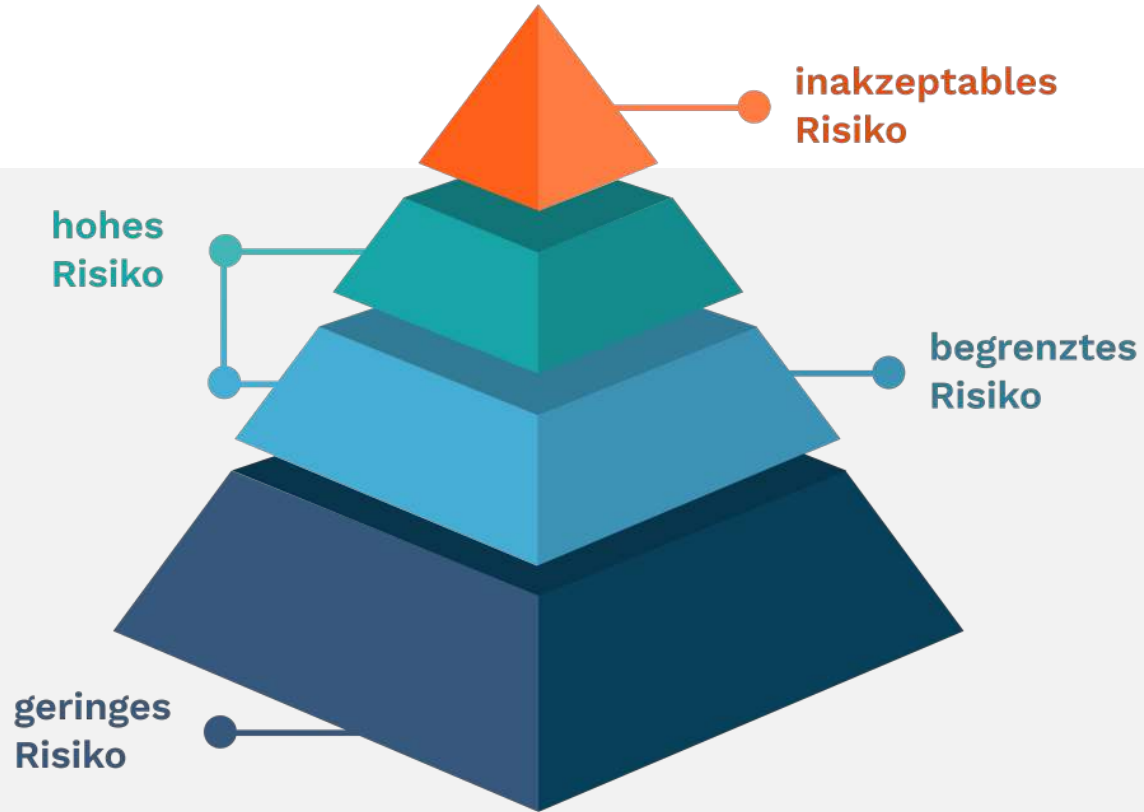 inakzeptables
Risiko
hohes
Risiko
begrenztes
Risiko
geringes
Risiko